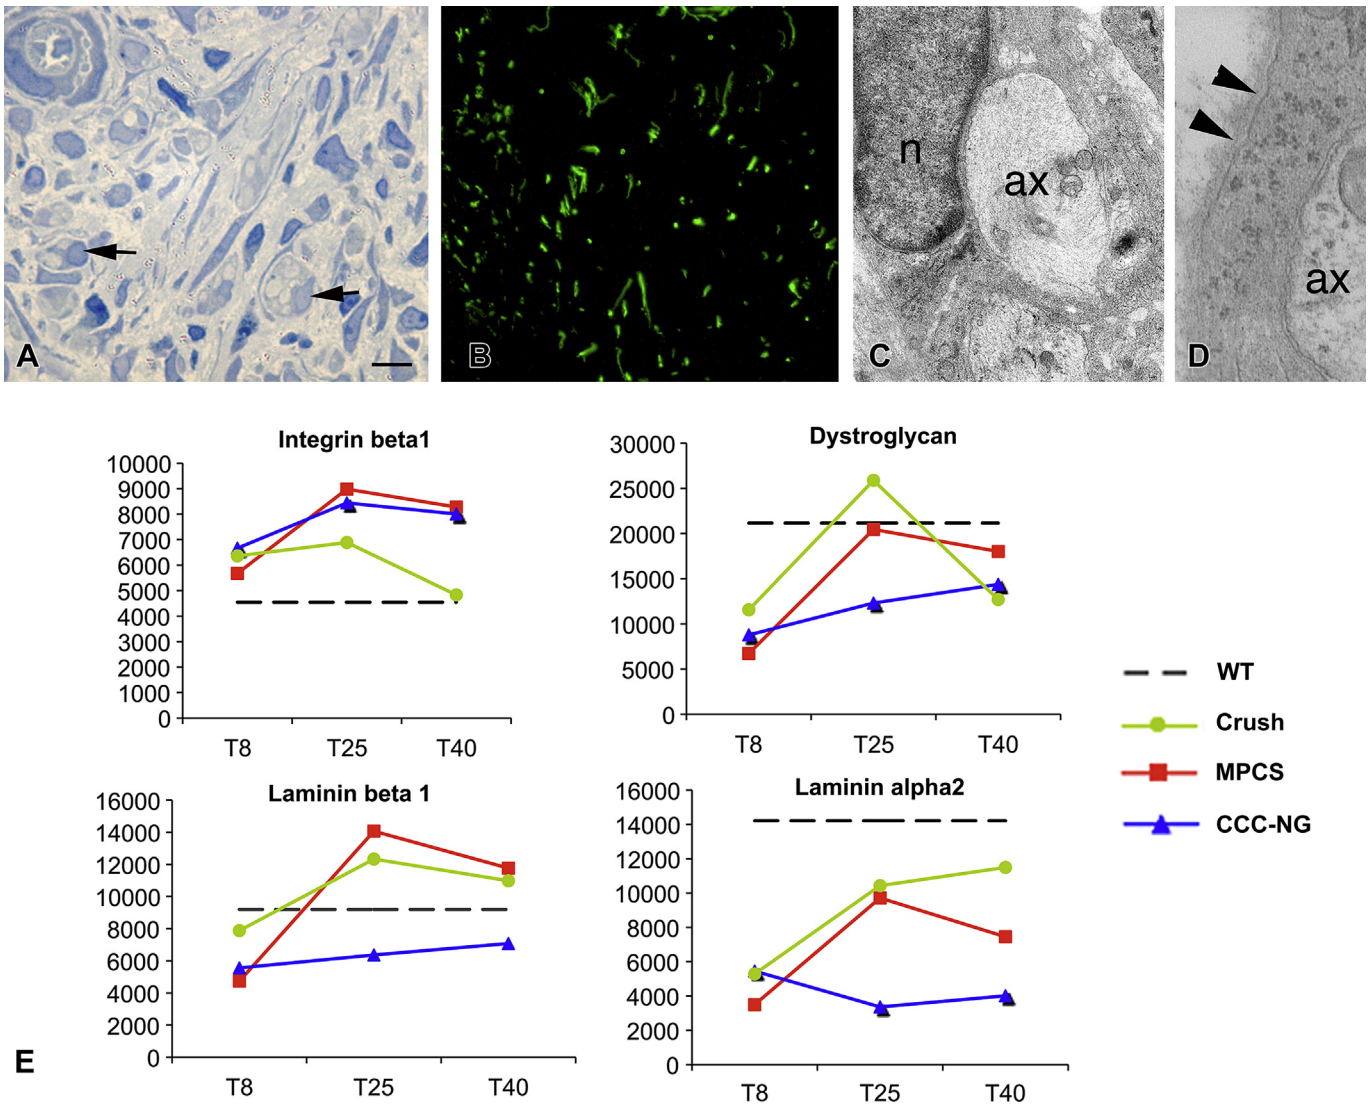 A
B
n
ax
C
ax
D
Integrin beta1
10000
9000
8000
7000
6000
5000
4000
3000
2000
1000
0
T8 T25 T40
Dystroglycan
30000
25000
20000
15000
10000
5000
0
T8 T25 T40
WT
Crush
MPCS
CCC-NG
Laminin beta 1
16000
14000
12000
10000
8000
6000
4000
2000
0
T8 T25 T40
Laminin alpha2
16000
14000
12000
10000
8000
6000
4000
2000
0
T8 T25 T40
E